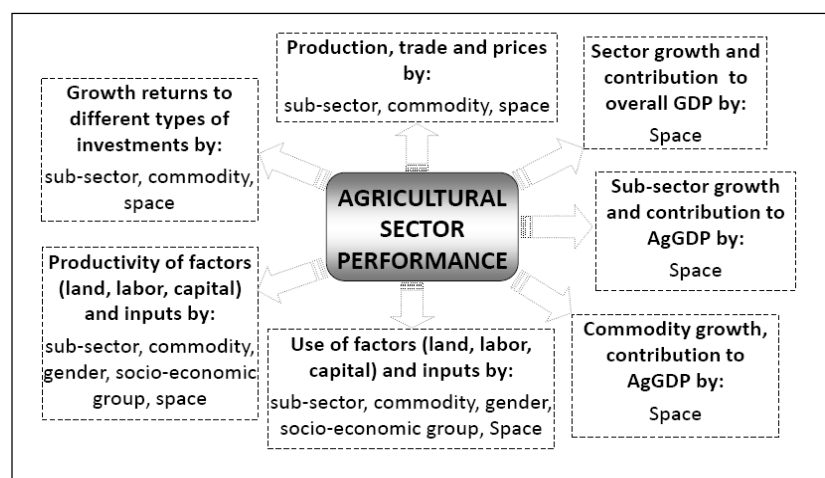 Production, trade and prices
by:
sub-sector, commodity, space
Sector growth and
contribution to
overall GDP by:
Space
Growth returns to
different types of
investments by:
sub-sector, commodity,
space
AGRICULTURAL
SECTOR
PERFORMANCE
Sub-sector growth
and contribution to
AgGDP by:
Space
Productivity of factors
(land, labor, capital)
and inputs by:
sub-sector, commodity,
gender, socio-economic
group, space
Use of factors (land, labor,
capital) and inputs by:
sub-sector, commodity, gender,
socio-economic group, Space
Commodity growth,
contribution to
AgGDP by:
Space